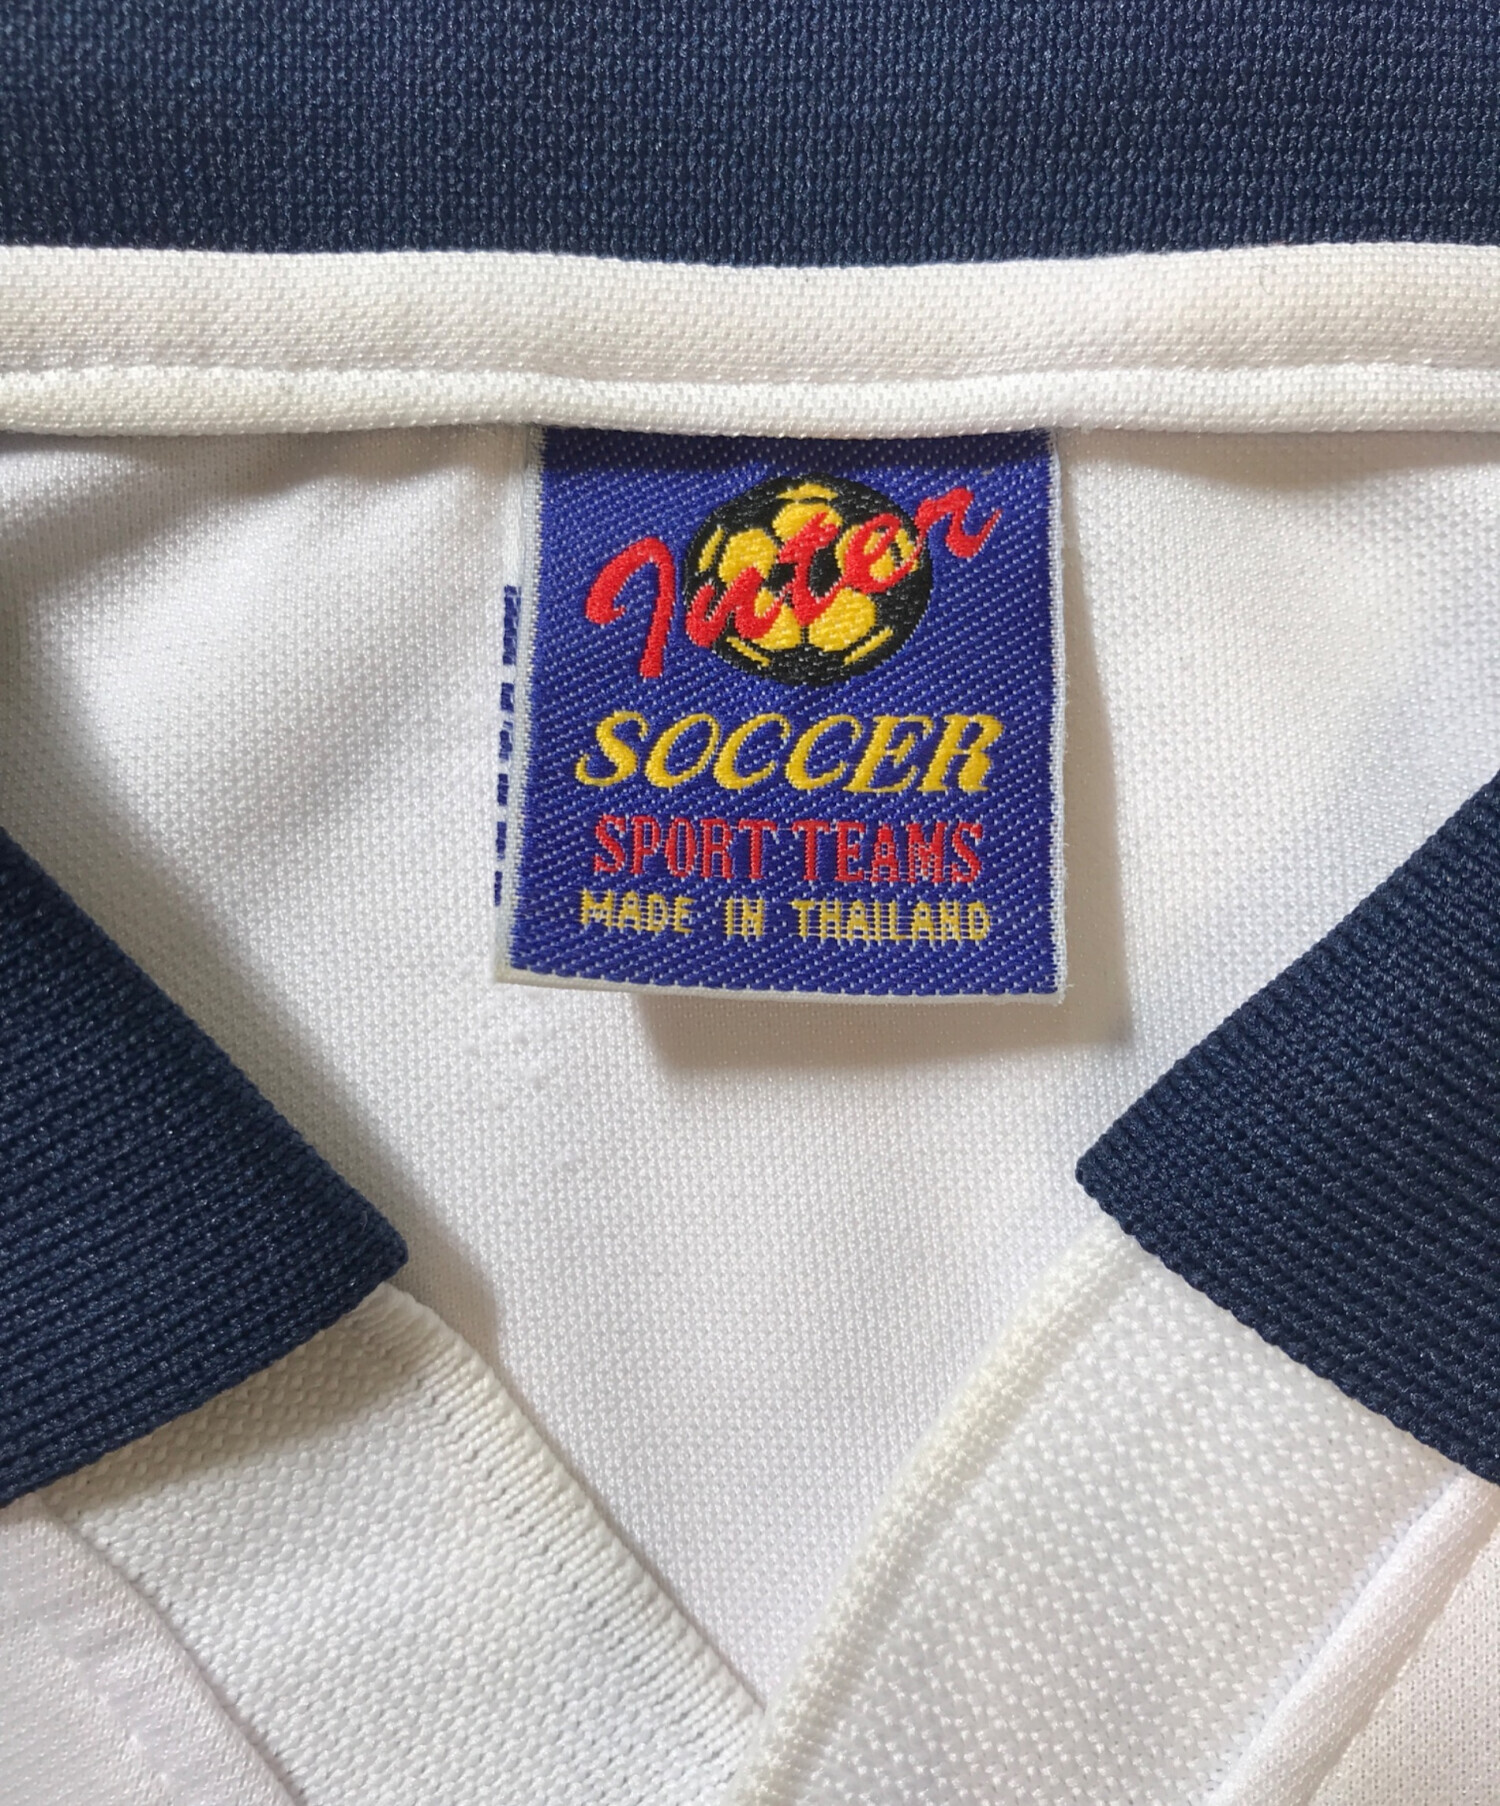 Inter
SOCCER
SPORT TEAMS
MADE IN THAILAND